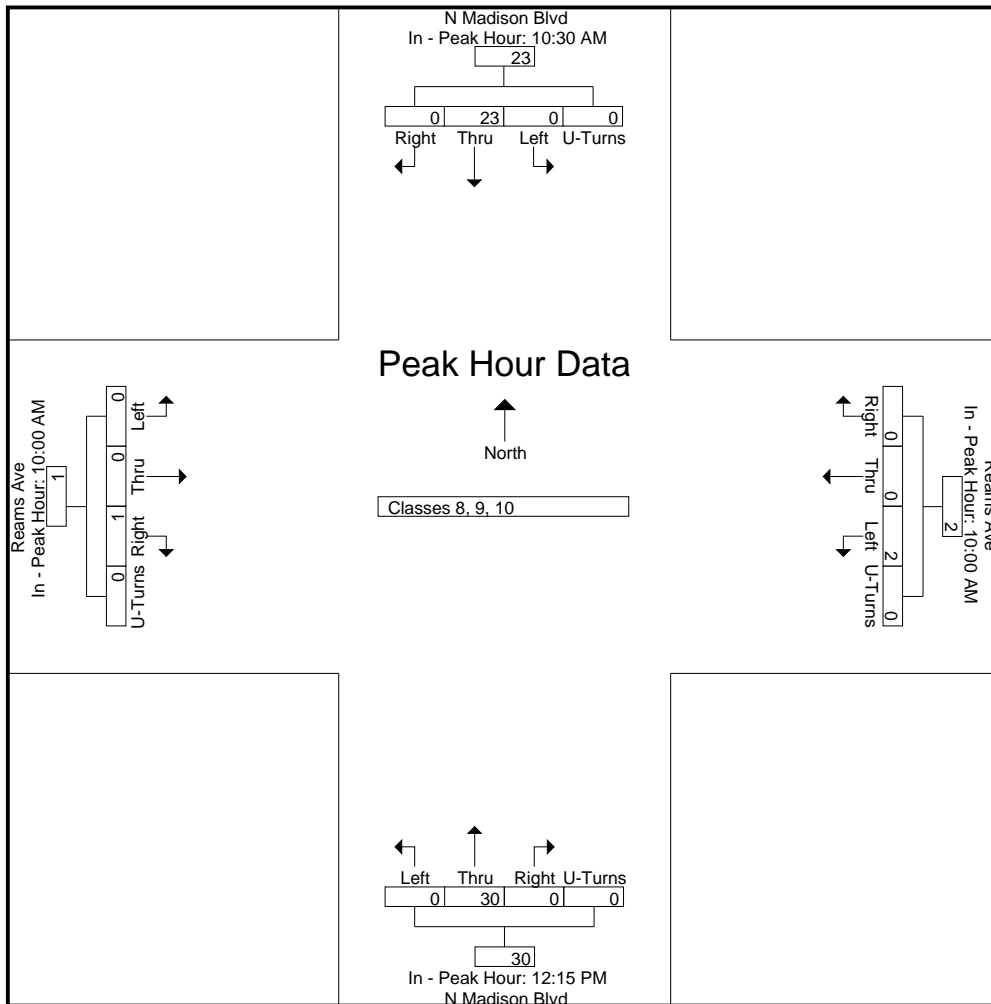 N Madison Blvd
In - Peak Hour: 10:30 AM
23
0 23 0 0
Right Thru Left U-Turns
Peak Hour Data
North
Classes 8, 9, 10
Reams Ave
In - Peak Hour: 10:00 AM
1
0 0 1 0
Left Thru Right U-Turns
Reams Ave
In - Peak Hour: 10:00 AM
2
0 0 2 0
Right Thru Left U-Turns
Left Thru Right U-Turns
0 30 0 0
30
In - Peak Hour: 12:15 PM
N Madison Blvd